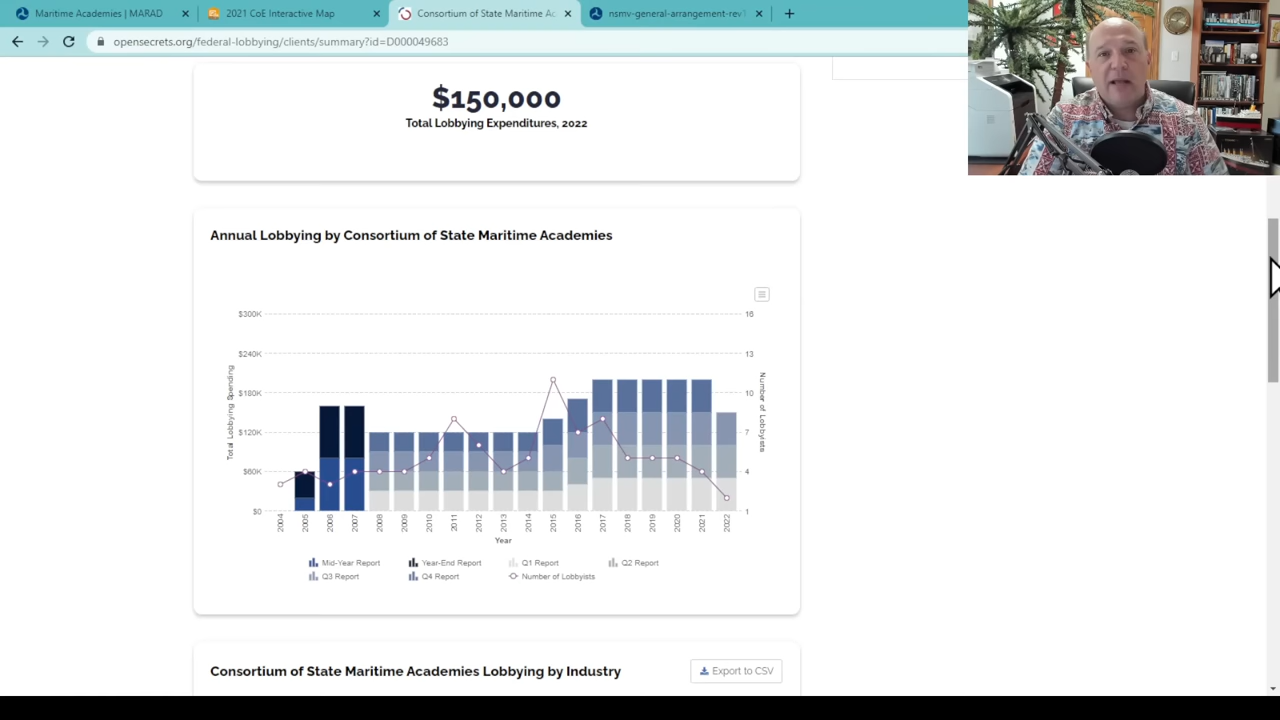 Maritime Academies | MARAD
2021 CoE Interactive Map
Consortium of State Maritime Ac
nsmv-general-arrangement-rev1
opensecrets.org/federal-lobbying/clients/summary?id=D000049683
$150,000
Total Lobbying Expenditures, 2022
Annual Lobbying by Consortium of State Maritime Academies
$300K
16
$240K
13
$180K
10
$120K
7
$60K
4
$0
1
Total Lobbying Spending
Number of Lobbyists
2004 2005 2006 2007 2008 2009 2010 2011 2012 2013 2014 2015 2016 2017 2018 2019 2020 2021 2022
Year
Mid-Year Report Year-End Report Q1 Report Q2 Report
Q3 Report Q4 Report Number of Lobbyists
Consortium of State Maritime Academies Lobbying by Industry
Export to CSV